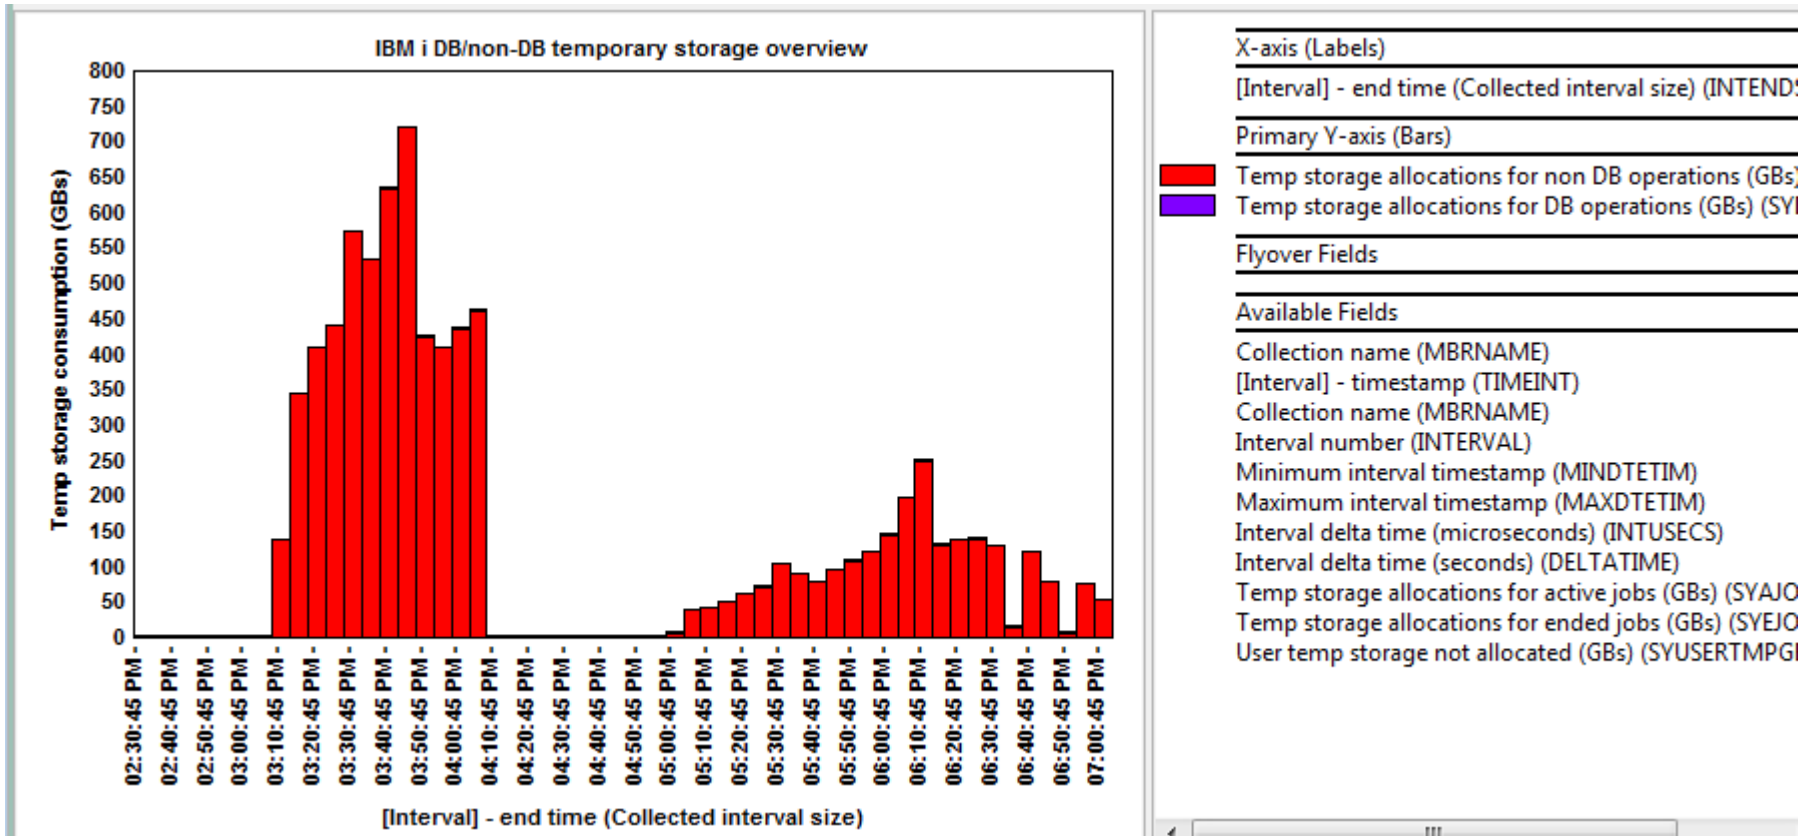 IBM i DB/non-DB temporary storage overview
Temp storage consumption (GBs)
800
750
700
650
600
550
500
450
400
350
300
250
200
150
100
50
0
02:30:45 PM
02:40:45 PM
02:50:45 PM
03:00:45 PM
03:10:45 PM
03:20:45 PM
03:30:45 PM
03:40:45 PM
03:50:45 PM
04:00:45 PM
04:10:45 PM
04:20:45 PM
04:30:45 PM
04:40:45 PM
04:50:45 PM
05:00:45 PM
05:10:45 PM
05:20:45 PM
05:30:45 PM
05:40:45 PM
05:50:45 PM
06:00:45 PM
06:10:45 PM
06:20:45 PM
06:30:45 PM
06:40:45 PM
06:50:45 PM
07:00:45 PM
[Interval] - end time (Collected interval size)
X-axis (Labels)
[Interval] - end time (Collected interval size) (INTENDS
Primary Y-axis (Bars)
Temp storage allocations for non DB operations (GBs)
Temp storage allocations for DB operations (GBs) (SY
Flyover Fields
Available Fields
Collection name (MBRNAME)
[Interval] - timestamp (TIMEINT)
Collection name (MBRNAME)
Interval number (INTERVAL)
Minimum interval timestamp (MINDTETIM)
Maximum interval timestamp (MAXDTETIM)
Interval delta time (microseconds) (INTUSECS)
Interval delta time (seconds) (DELTATIME)
Temp storage allocations for active jobs (GBs) (SYAJO
Temp storage allocations for ended jobs (GBs) (SYEJO
User temp storage not allocated (GBs) (SYUSERTMPG